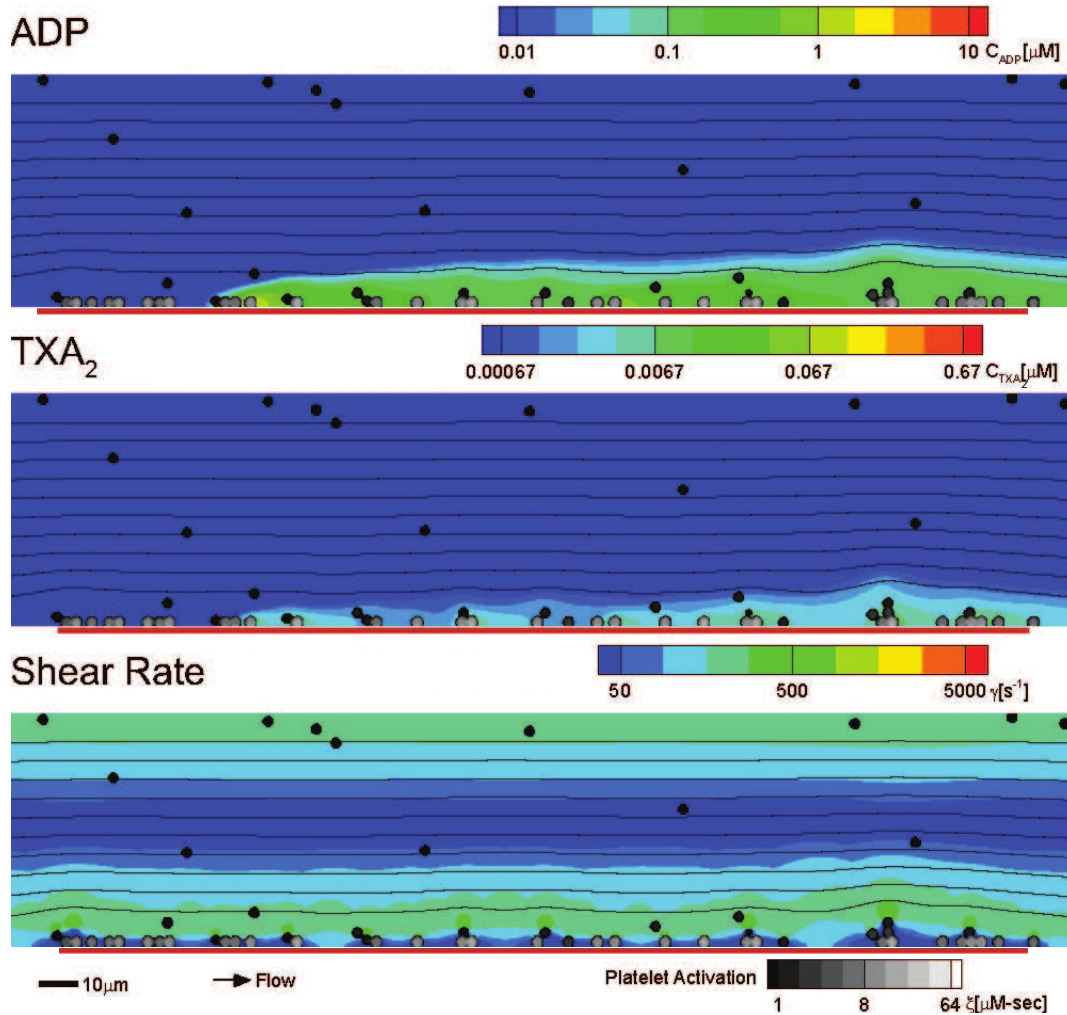 ADP
0.01 0.1 1 10 C_ADP[μM]
TXA₂
0.00067 0.0067 0.067 0.67 C_TXA₂[μM]
Shear Rate
50 500 5000 γ[s⁻¹]
10μm Flow Platelet Activation
1 8 64 ξ[μM-sec]